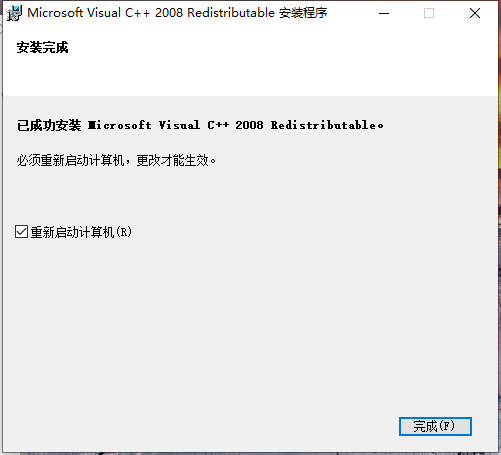 Microsoft Visual C++ 2008 Redistributable 安装程序
安装完成
已成功安装 Microsoft Visual C++ 2008 Redistributable。
必须重新启动计算机，更改才能生效。
重新启动计算机(R)
完成(F)